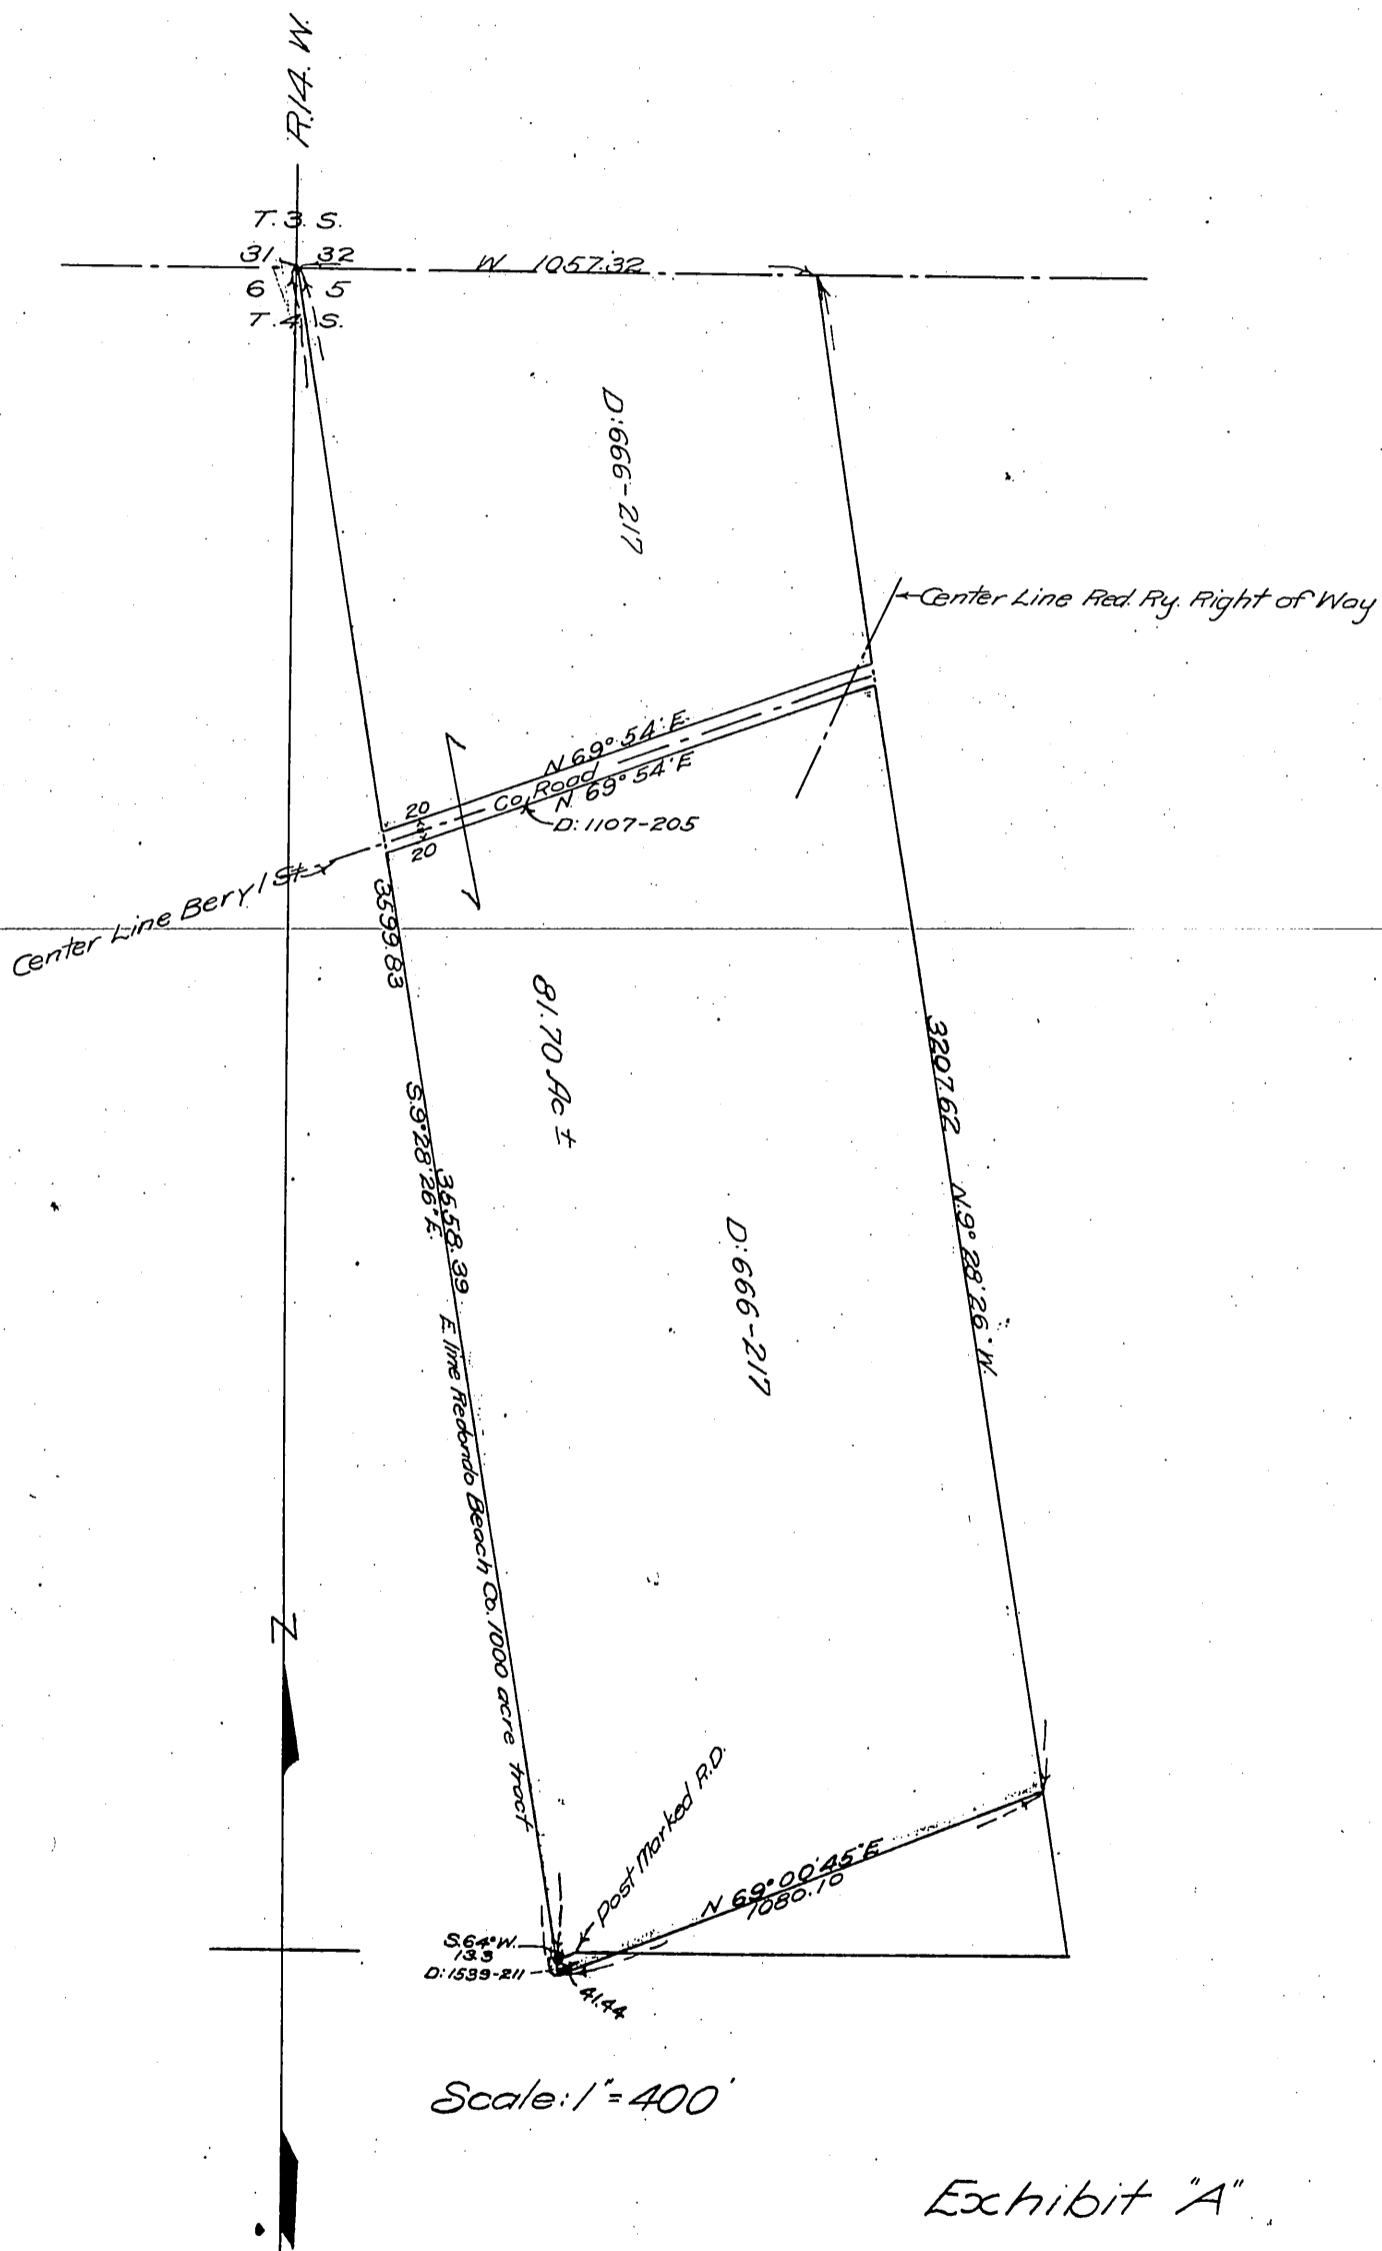 R.14.W.
T.3.S.
31 32
W 1057.32
6 5
T.4.S.
D:666-217
Center Line Red. Ry. Right of Way
N 69° 54' E.
Co. Road
N 69° 54' E
20
20
D:1107-205
Center Line Beryl St.
3599.83
81.70 Ac ±
3207.62 N.9° 28' 26" W.
S.9° 28' 26" E.
3658.39
E. line Redondo Beach Co. 1000 acre tract
D:666-217
N
Post Marked R.D.
N 69° 00' 45" E
1080.10
S.64° W.
13.3
D:1539-211
41.44
Scale: 1" = 400'
Exhibit "A"